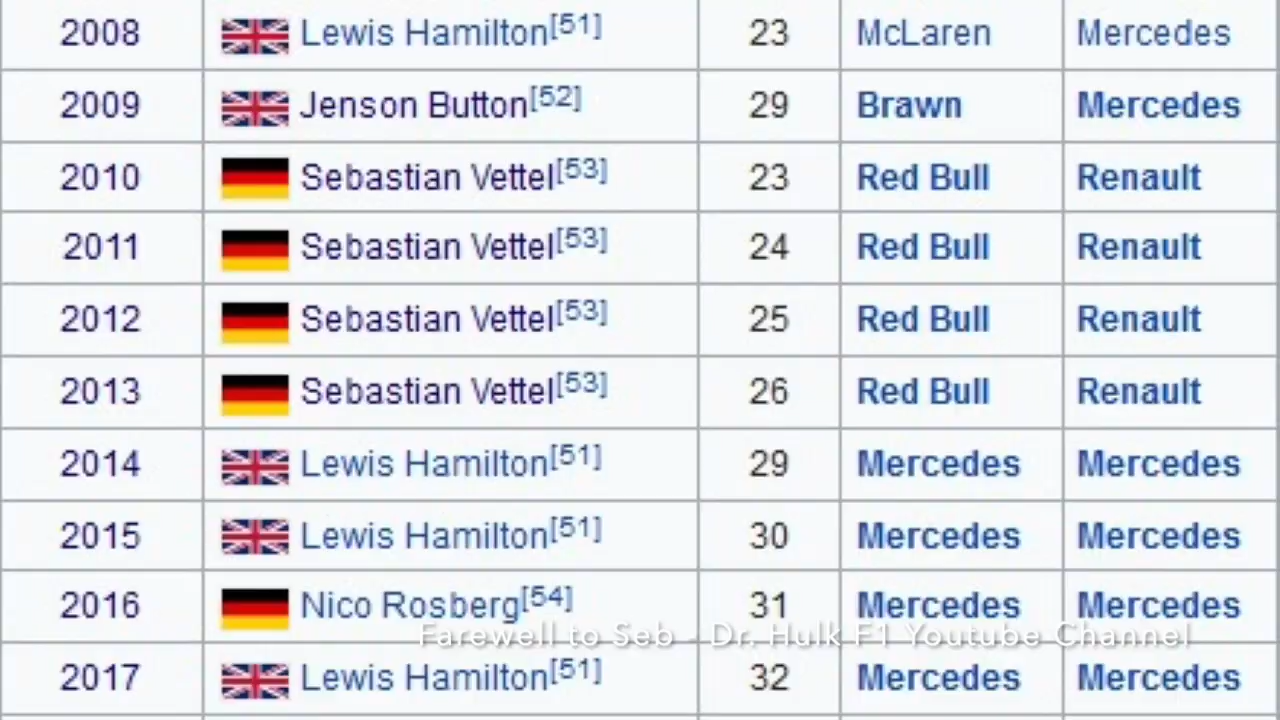 2008 Lewis Hamilton[51] 23 McLaren Mercedes
2009 Jenson Button[52] 29 Brawn Mercedes
2010 Sebastian Vettel[53] 23 Red Bull Renault
2011 Sebastian Vettel[53] 24 Red Bull Renault
2012 Sebastian Vettel[53] 25 Red Bull Renault
2013 Sebastian Vettel[53] 26 Red Bull Renault
2014 Lewis Hamilton[51] 29 Mercedes Mercedes
2015 Lewis Hamilton[51] 30 Mercedes Mercedes
2016 Nico Rosberg[54] 31 Mercedes Mercedes
Farewell to Seb - Dr. Hulk F1 Youtube Channel
2017 Lewis Hamilton[51] 32 Mercedes Mercedes